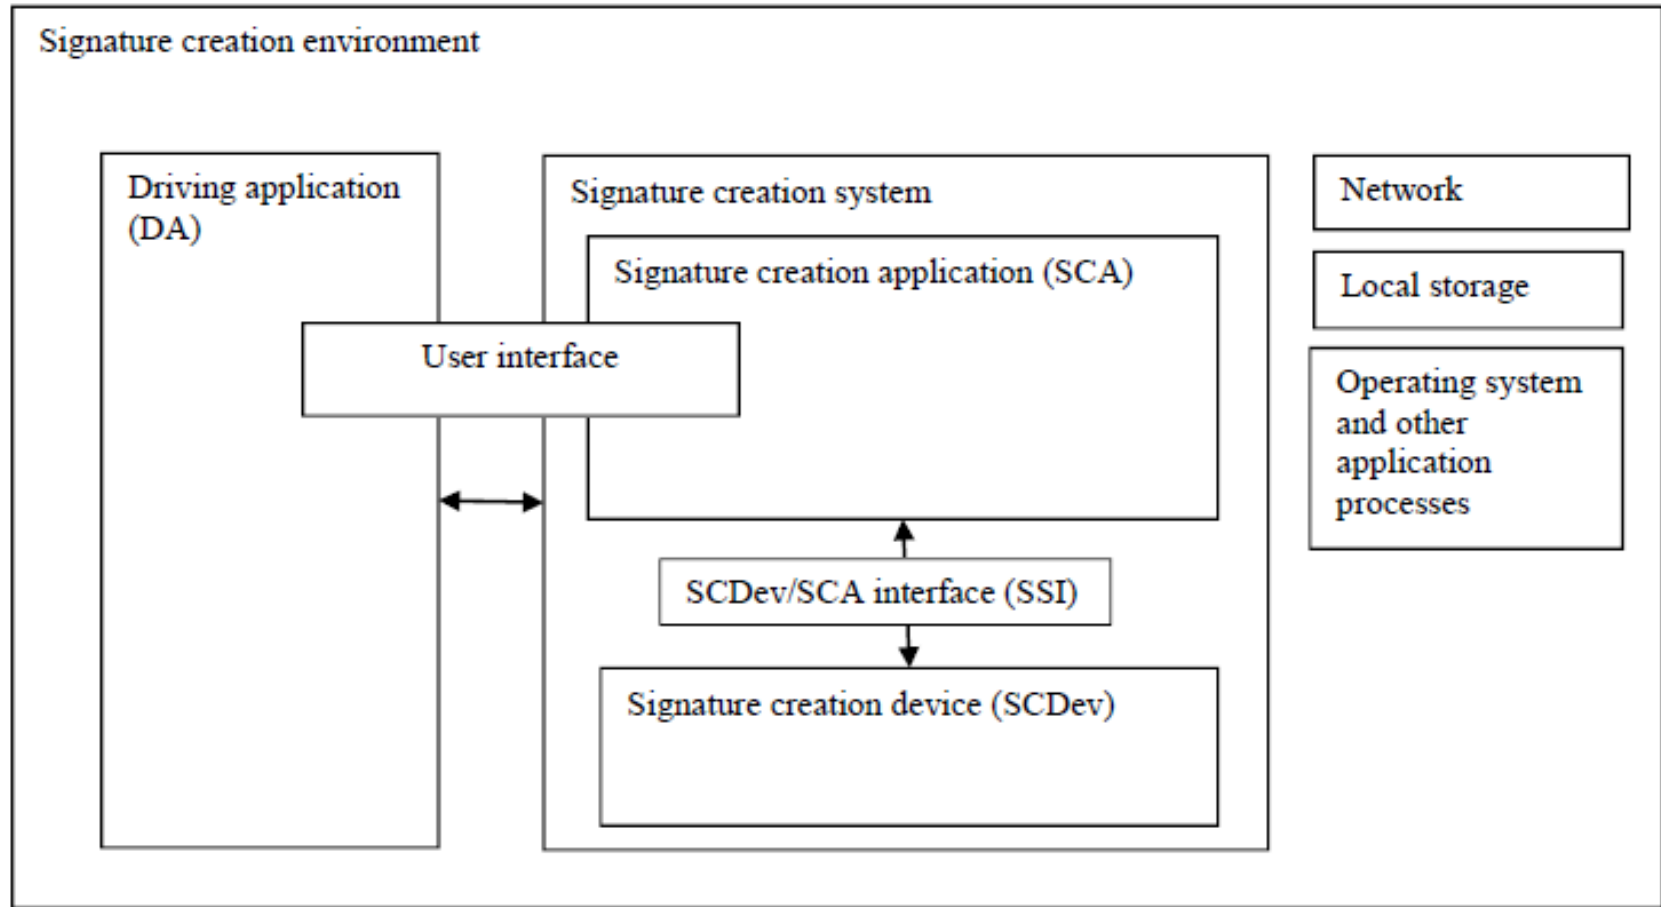 Signature creation environment
Driving application
(DA)
Signature creation system
Signature creation application (SCA)
User interface
SCDev/SCA interface (SSI)
Signature creation device (SCDev)
Network
Local storage
Operating system
and other
application
processes